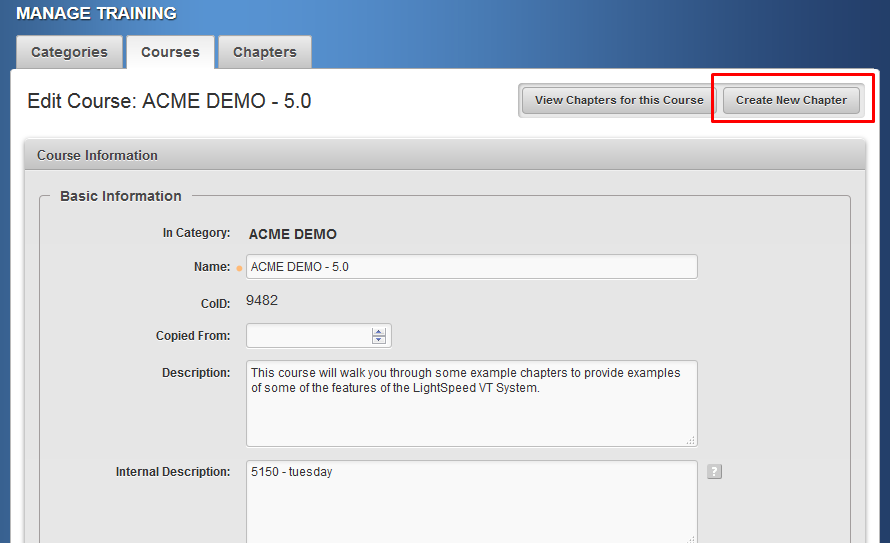 MANAGE TRAINING
Categories
Courses
Chapters
Edit Course: ACME DEMO - 5.0
View Chapters for this Course
Create New Chapter
Course Information
Basic Information
In Category: ACME DEMO
Name: ACME DEMO - 5.0
CoID: 9482
Copied From:
Description: This course will walk you through some example chapters to provide examples
of some of the features of the LightSpeed VT System.
Internal Description: 5150 - tuesday
?